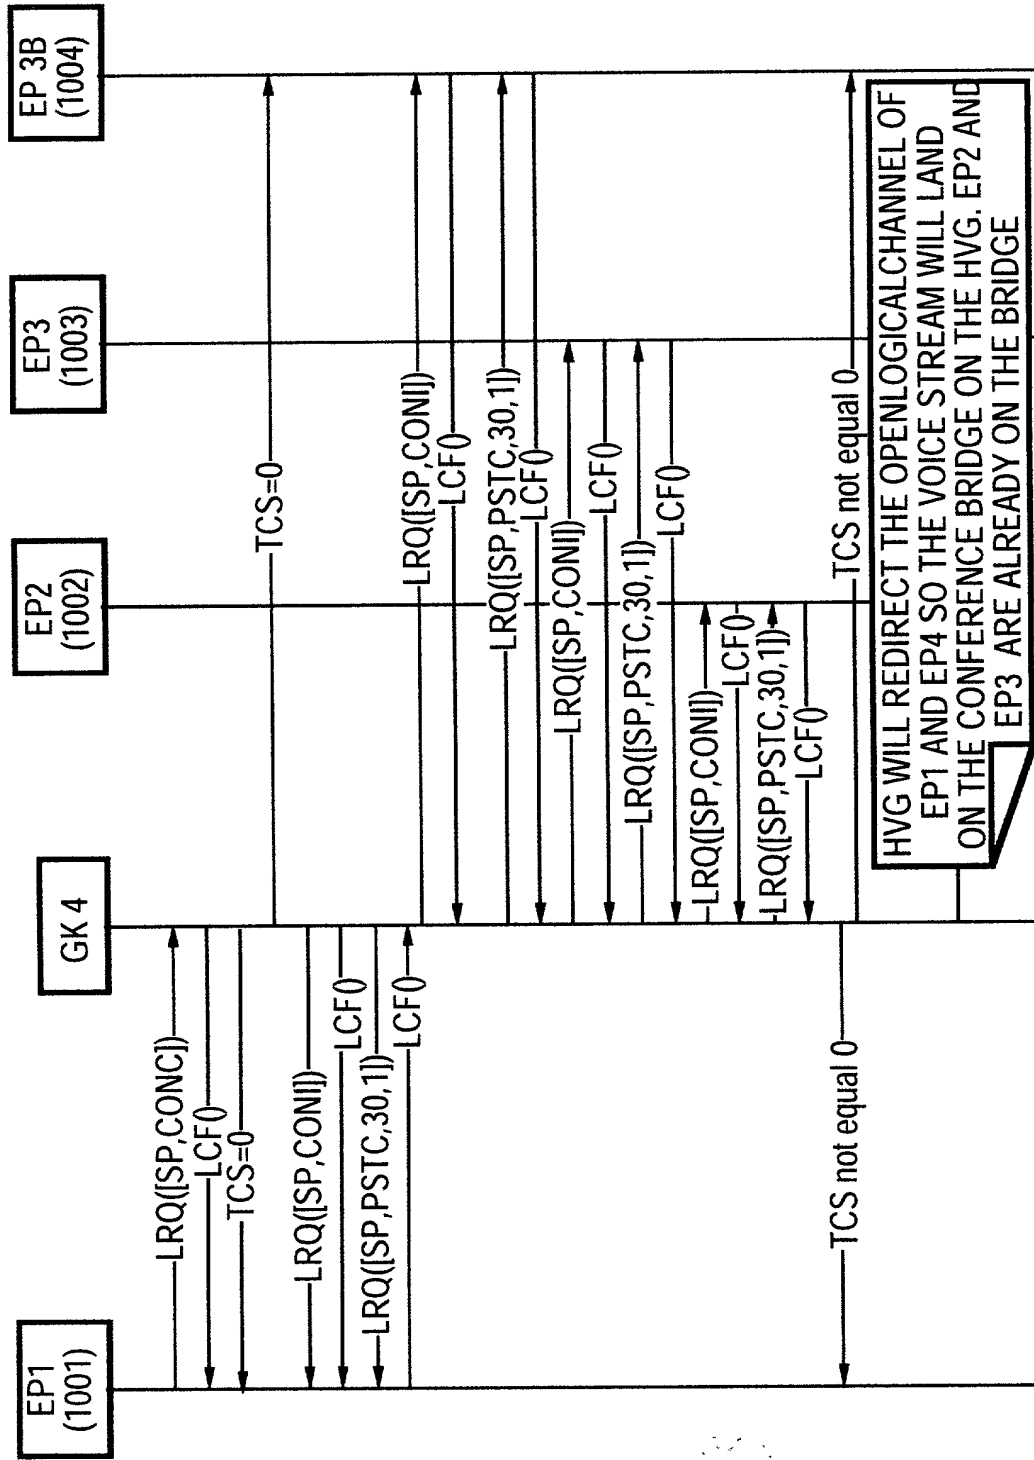 EP1
(1001)
GK 4
EP2
(1002)
EP3
(1003)
EP 3B
(1004)
LRQ([SP,CONC])
LCF()
TCS=0
TCS=0
LRQ([SP,CONI])
LCF()
LRQ([SP,PSTC,30,1])
LCF()
LRQ([SP,CONI])
LCF()
LRQ([SP,PSTC,30,1])
LCF()
LRQ([SP,CONI])
LCF()
LRQ([SP,PSTC,30,1])
LCF()
LRQ([SP,CONI])
LCF()
LRQ([SP,PSTC,30,1])
LCF()
TCS not equal 0
TCS not equal 0
HVG WILL REDIRECT THE OPENLOGICALCHANNEL OF
EP1 AND EP4 SO THE VOICE STREAM WILL LAND
ON THE CONFERENCE BRIDGE ON THE HVG. EP2 AND
EP3 ARE ALREADY ON THE BRIDGE